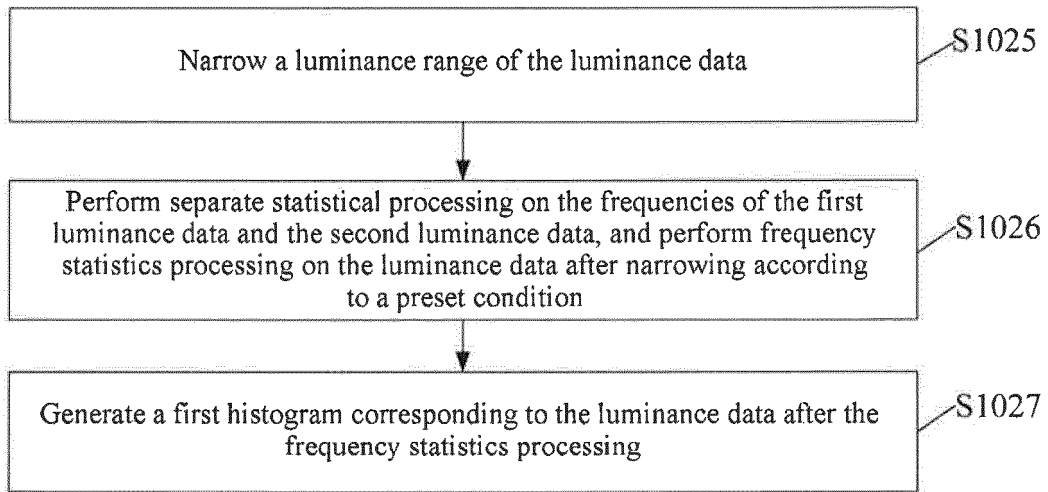 Narrow a luminance range of the luminance data
S1025
Perform separate statistical processing on the frequencies of the first
luminance data and the second luminance data, and perform frequency
statistics processing on the luminance data after narrowing according
to a preset condition
S1026
Generate a first histogram corresponding to the luminance data after the
frequency statistics processing
S1027